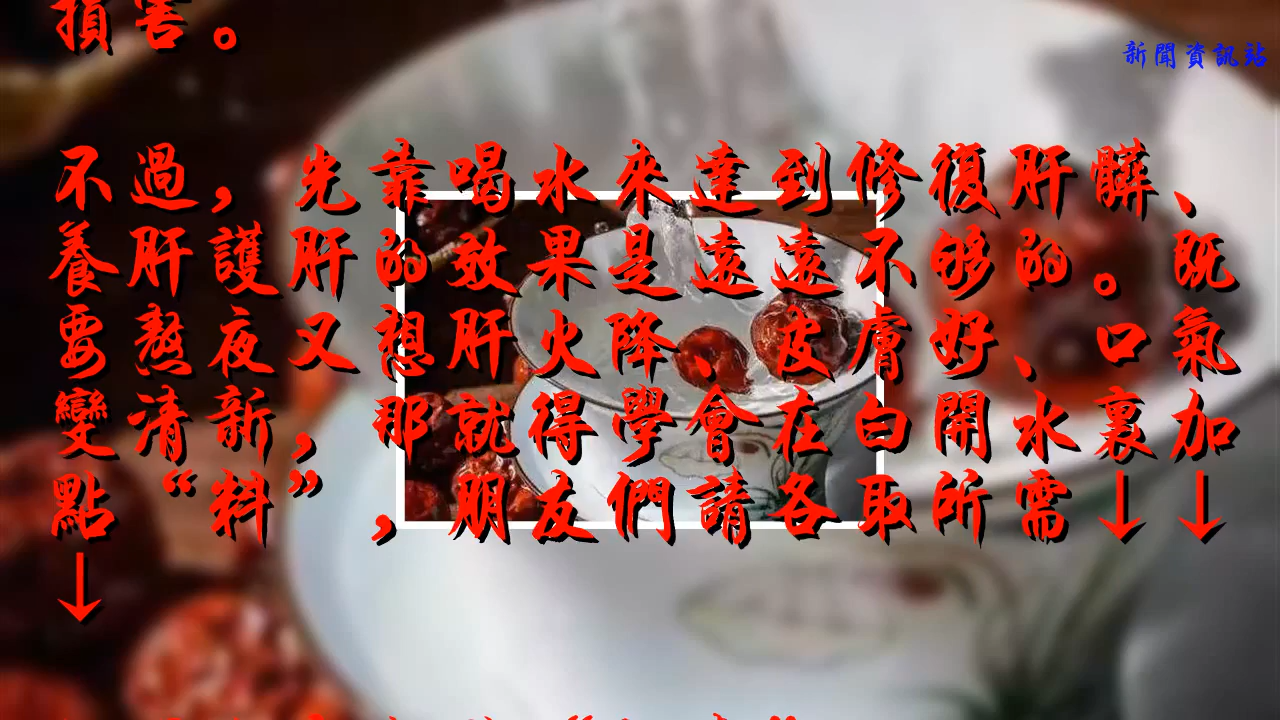 損害。
新聞資訊站
不過，光靠喝水來達到修復肝臟、
養肝護肝的效果是遠遠不够的。既
要熬夜又想肝火降、皮膚好、口氣
變清新，那就得學會在白開水裏加
點“料”，朋友們請各取所需↓↓
↓